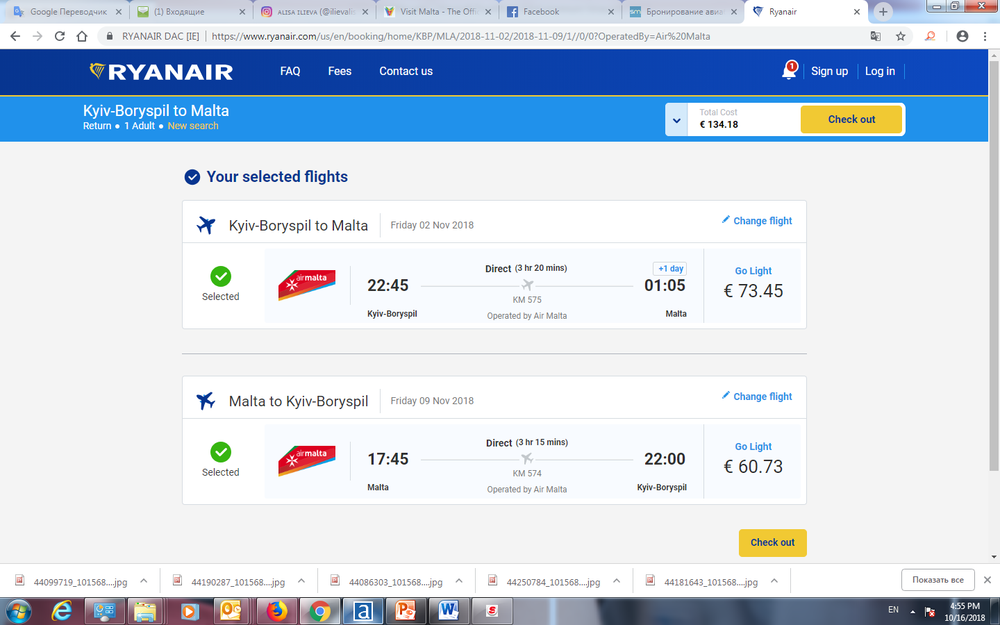 Google Переводчик
(1) Входящие
ALISA ILIEVA (@ilievalis
Visit Malta - The Offic
Facebook
Бронирование авиа
Ryanair
RYANAIR DAC [IE] | https://www.ryanair.com/us/en/booking/home/KBP/MLA/2018-11-02/2018-11-09/1//0/0?OperatedBy=Air%20Malta
RYANAIR
FAQ
Fees
Contact us
1
Sign up
Log in
Kyiv-Boryspil to Malta
Return • 1 Adult • New search
Total Cost
€ 134.18
Check out
Your selected flights
Kyiv-Boryspil to Malta
Friday 02 Nov 2018
Change flight
Selected
airmalta
22:45
Kyiv-Boryspil
Direct (3 hr 20 mins)
KM 575
Operated by Air Malta
+1 day
01:05
Malta
Go Light
€ 73.45
Malta to Kyiv-Boryspil
Friday 09 Nov 2018
Change flight
Selected
airmalta
17:45
Malta
Direct (3 hr 15 mins)
KM 574
Operated by Air Malta
22:00
Kyiv-Boryspil
Go Light
€ 60.73
Check out
44099719_101568....jpg
44190287_101568....jpg
44086303_101568....jpg
44250784_101568....jpg
44181643_101568....jpg
Показать все
EN
4:55 PM
10/16/2018